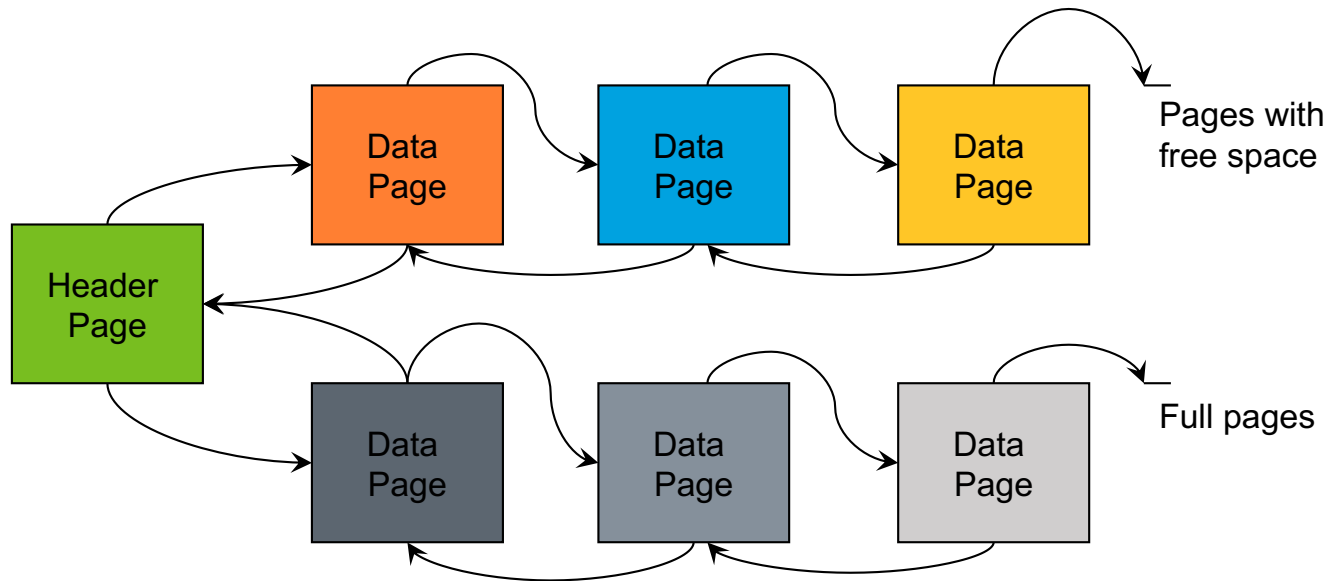 Data
Page
Data
Page
Data
Page
Pages with
free space
Header
Page
Data
Page
Data
Page
Data
Page
Full pages